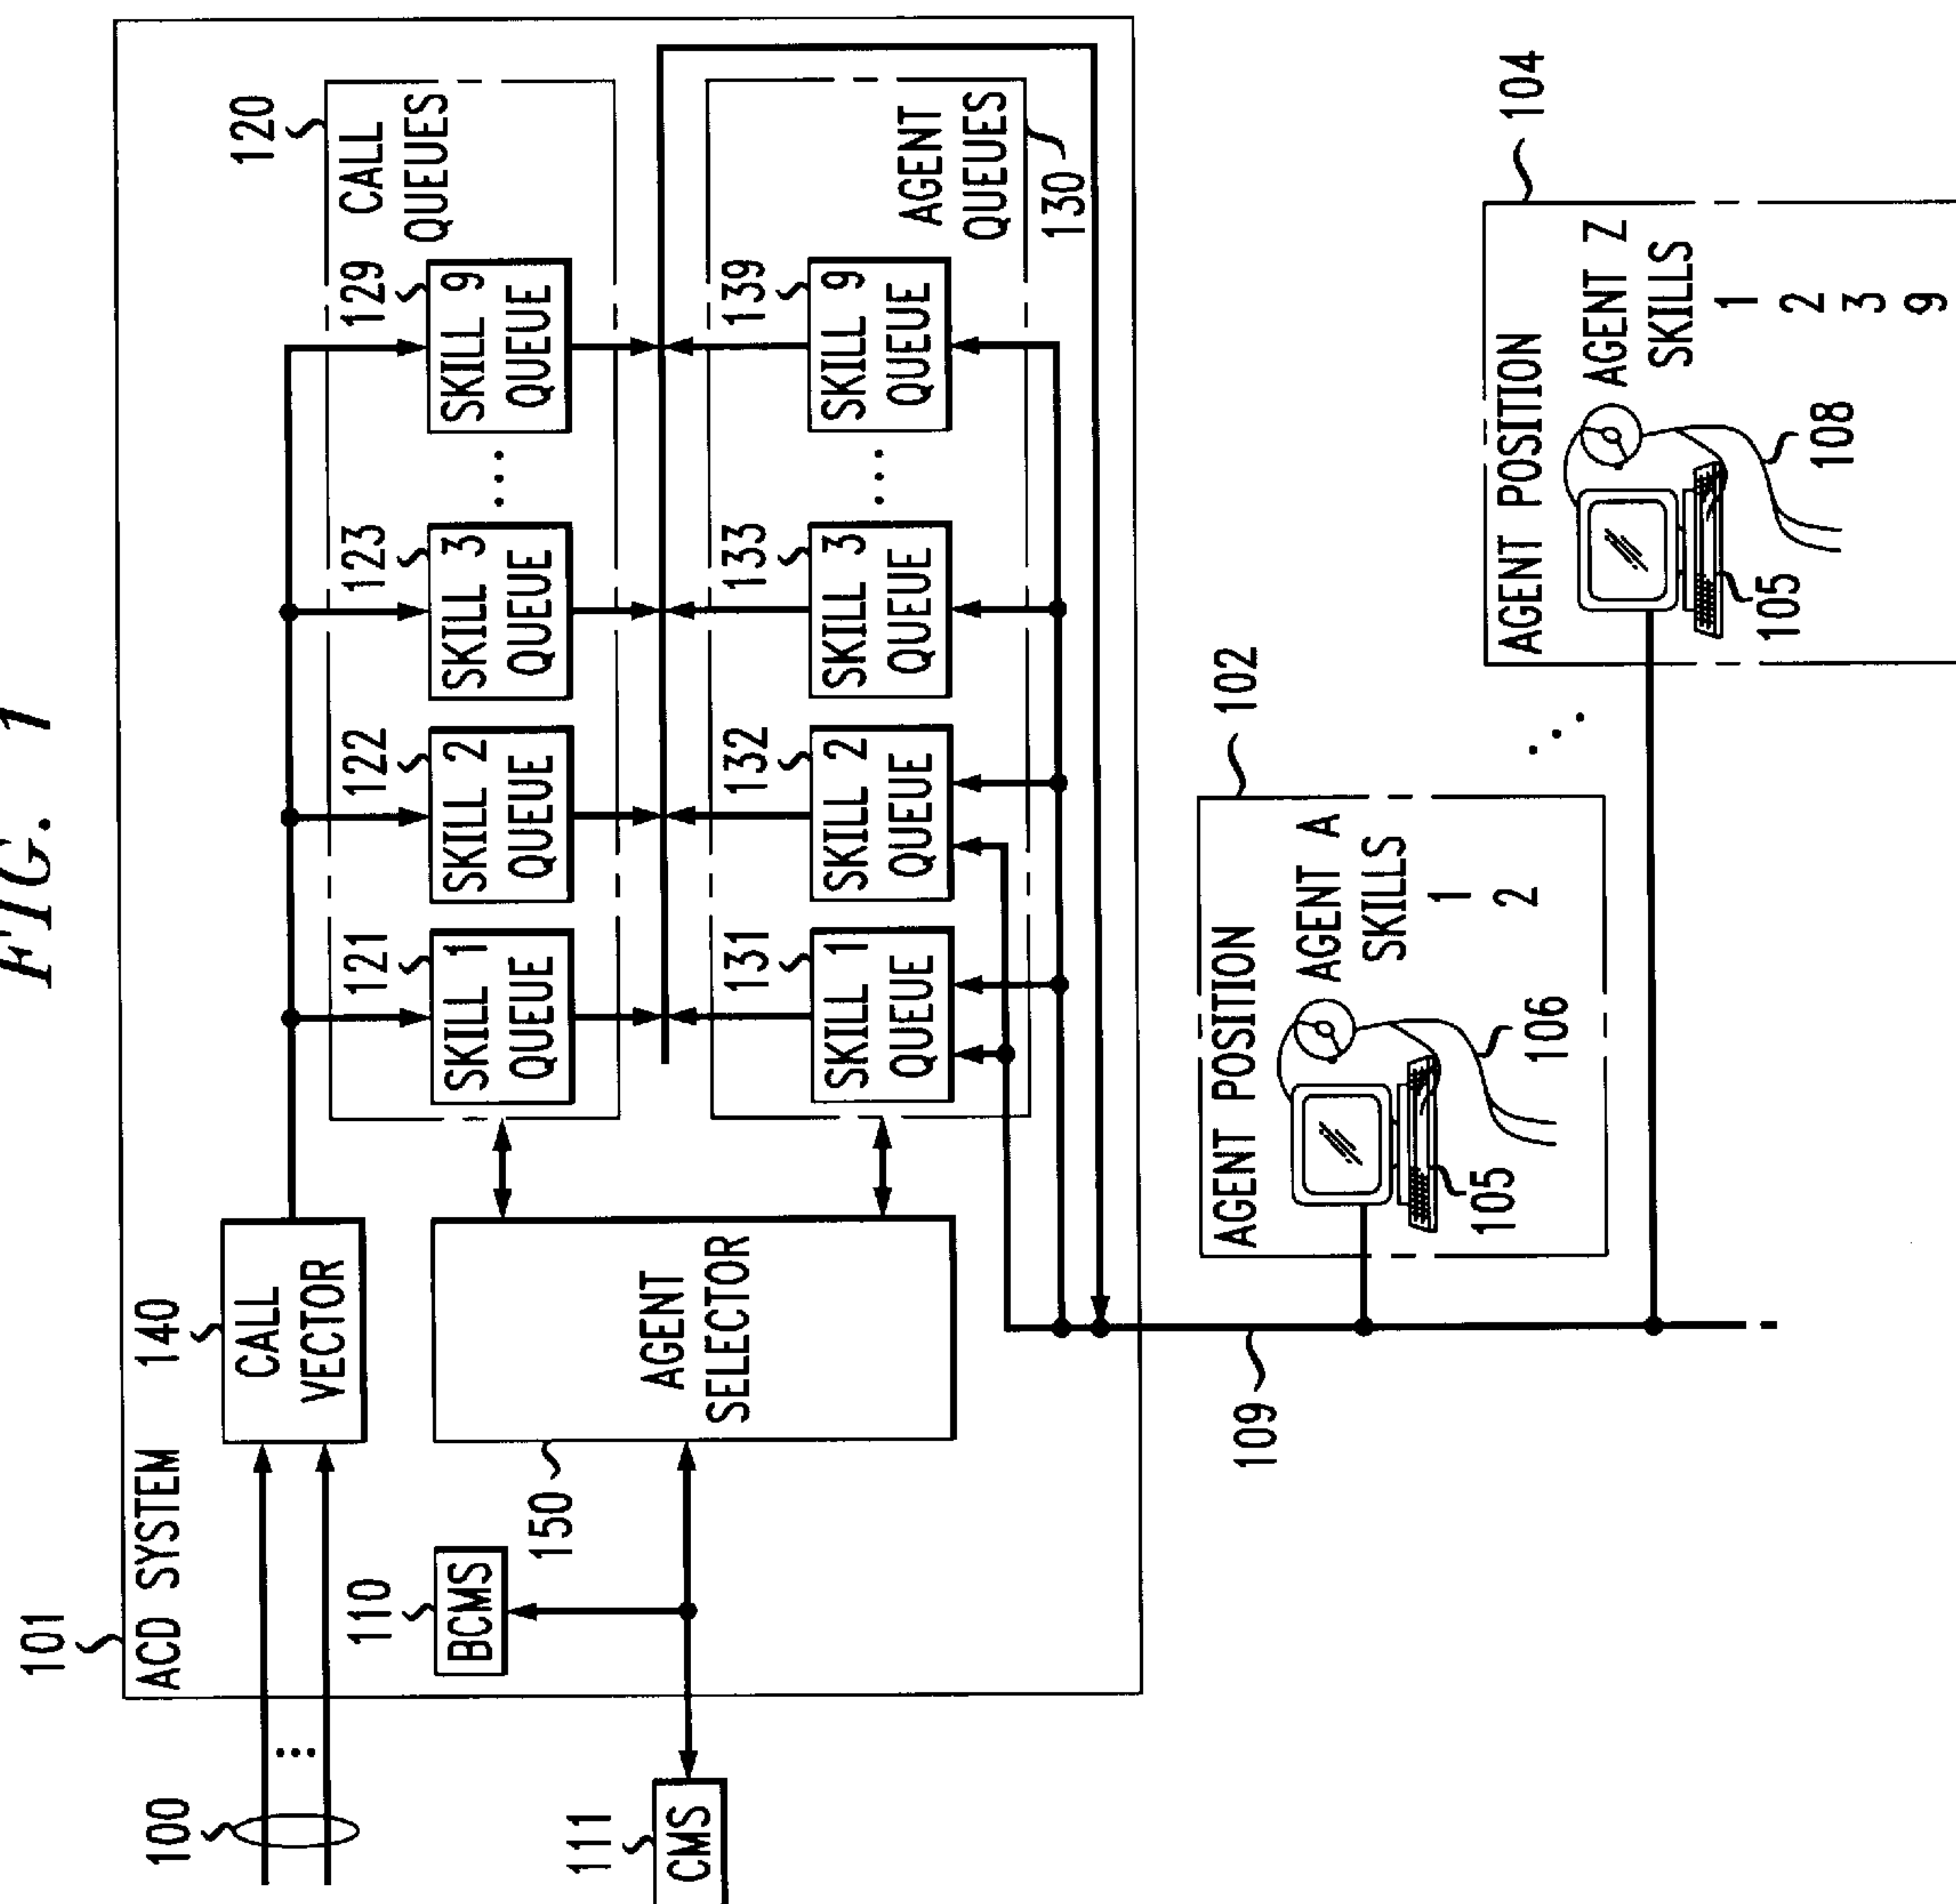 FIG. 1
101
ACD SYSTEM
100
140
CALL
VECTOR
120
CALL
QUEUES
121
SKILL 1
QUEUE
122
SKILL 2
QUEUE
123
SKILL 3
QUEUE
...
129
SKILL 9
QUEUE
110
BCMS
111
CMS
150
AGENT
SELECTOR
131
SKILL 1
QUEUE
132
SKILL 2
QUEUE
133
SKILL 3
QUEUE
...
139
SKILL 9
QUEUE
AGENT
QUEUES
130
109
102
AGENT POSITION
AGENT A
SKILLS
1
2
105
106
104
AGENT POSITION
AGENT Z
SKILLS
1
2
3
9
105
108